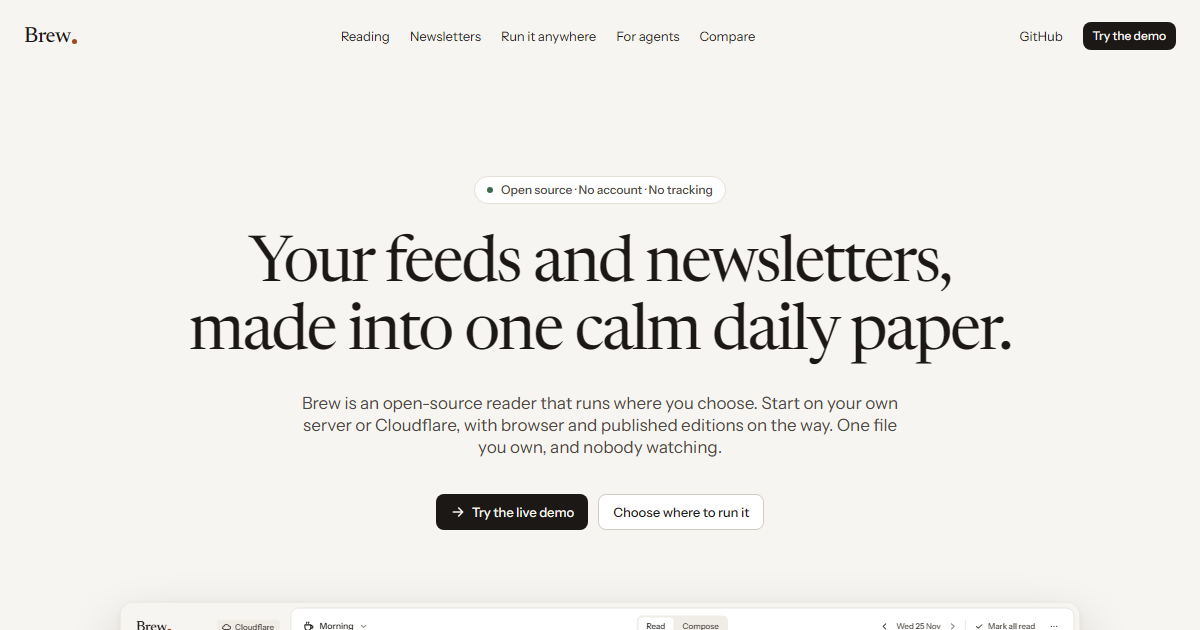 Brew.
Reading
Newsletters
Run it anywhere
For agents
Compare
GitHub
Try the demo
Open source · No account · No tracking
Your feeds and newsletters,
made into one calm daily paper.
Brew is an open-source reader that runs where you choose. Start on your own
server or Cloudflare, with browser and published editions on the way. One file
you own, and nobody watching.
Try the live demo
Choose where to run it
Brew.
Cloudflare
Morning
Read
Compose
Wed 25 Nov
Mark all read